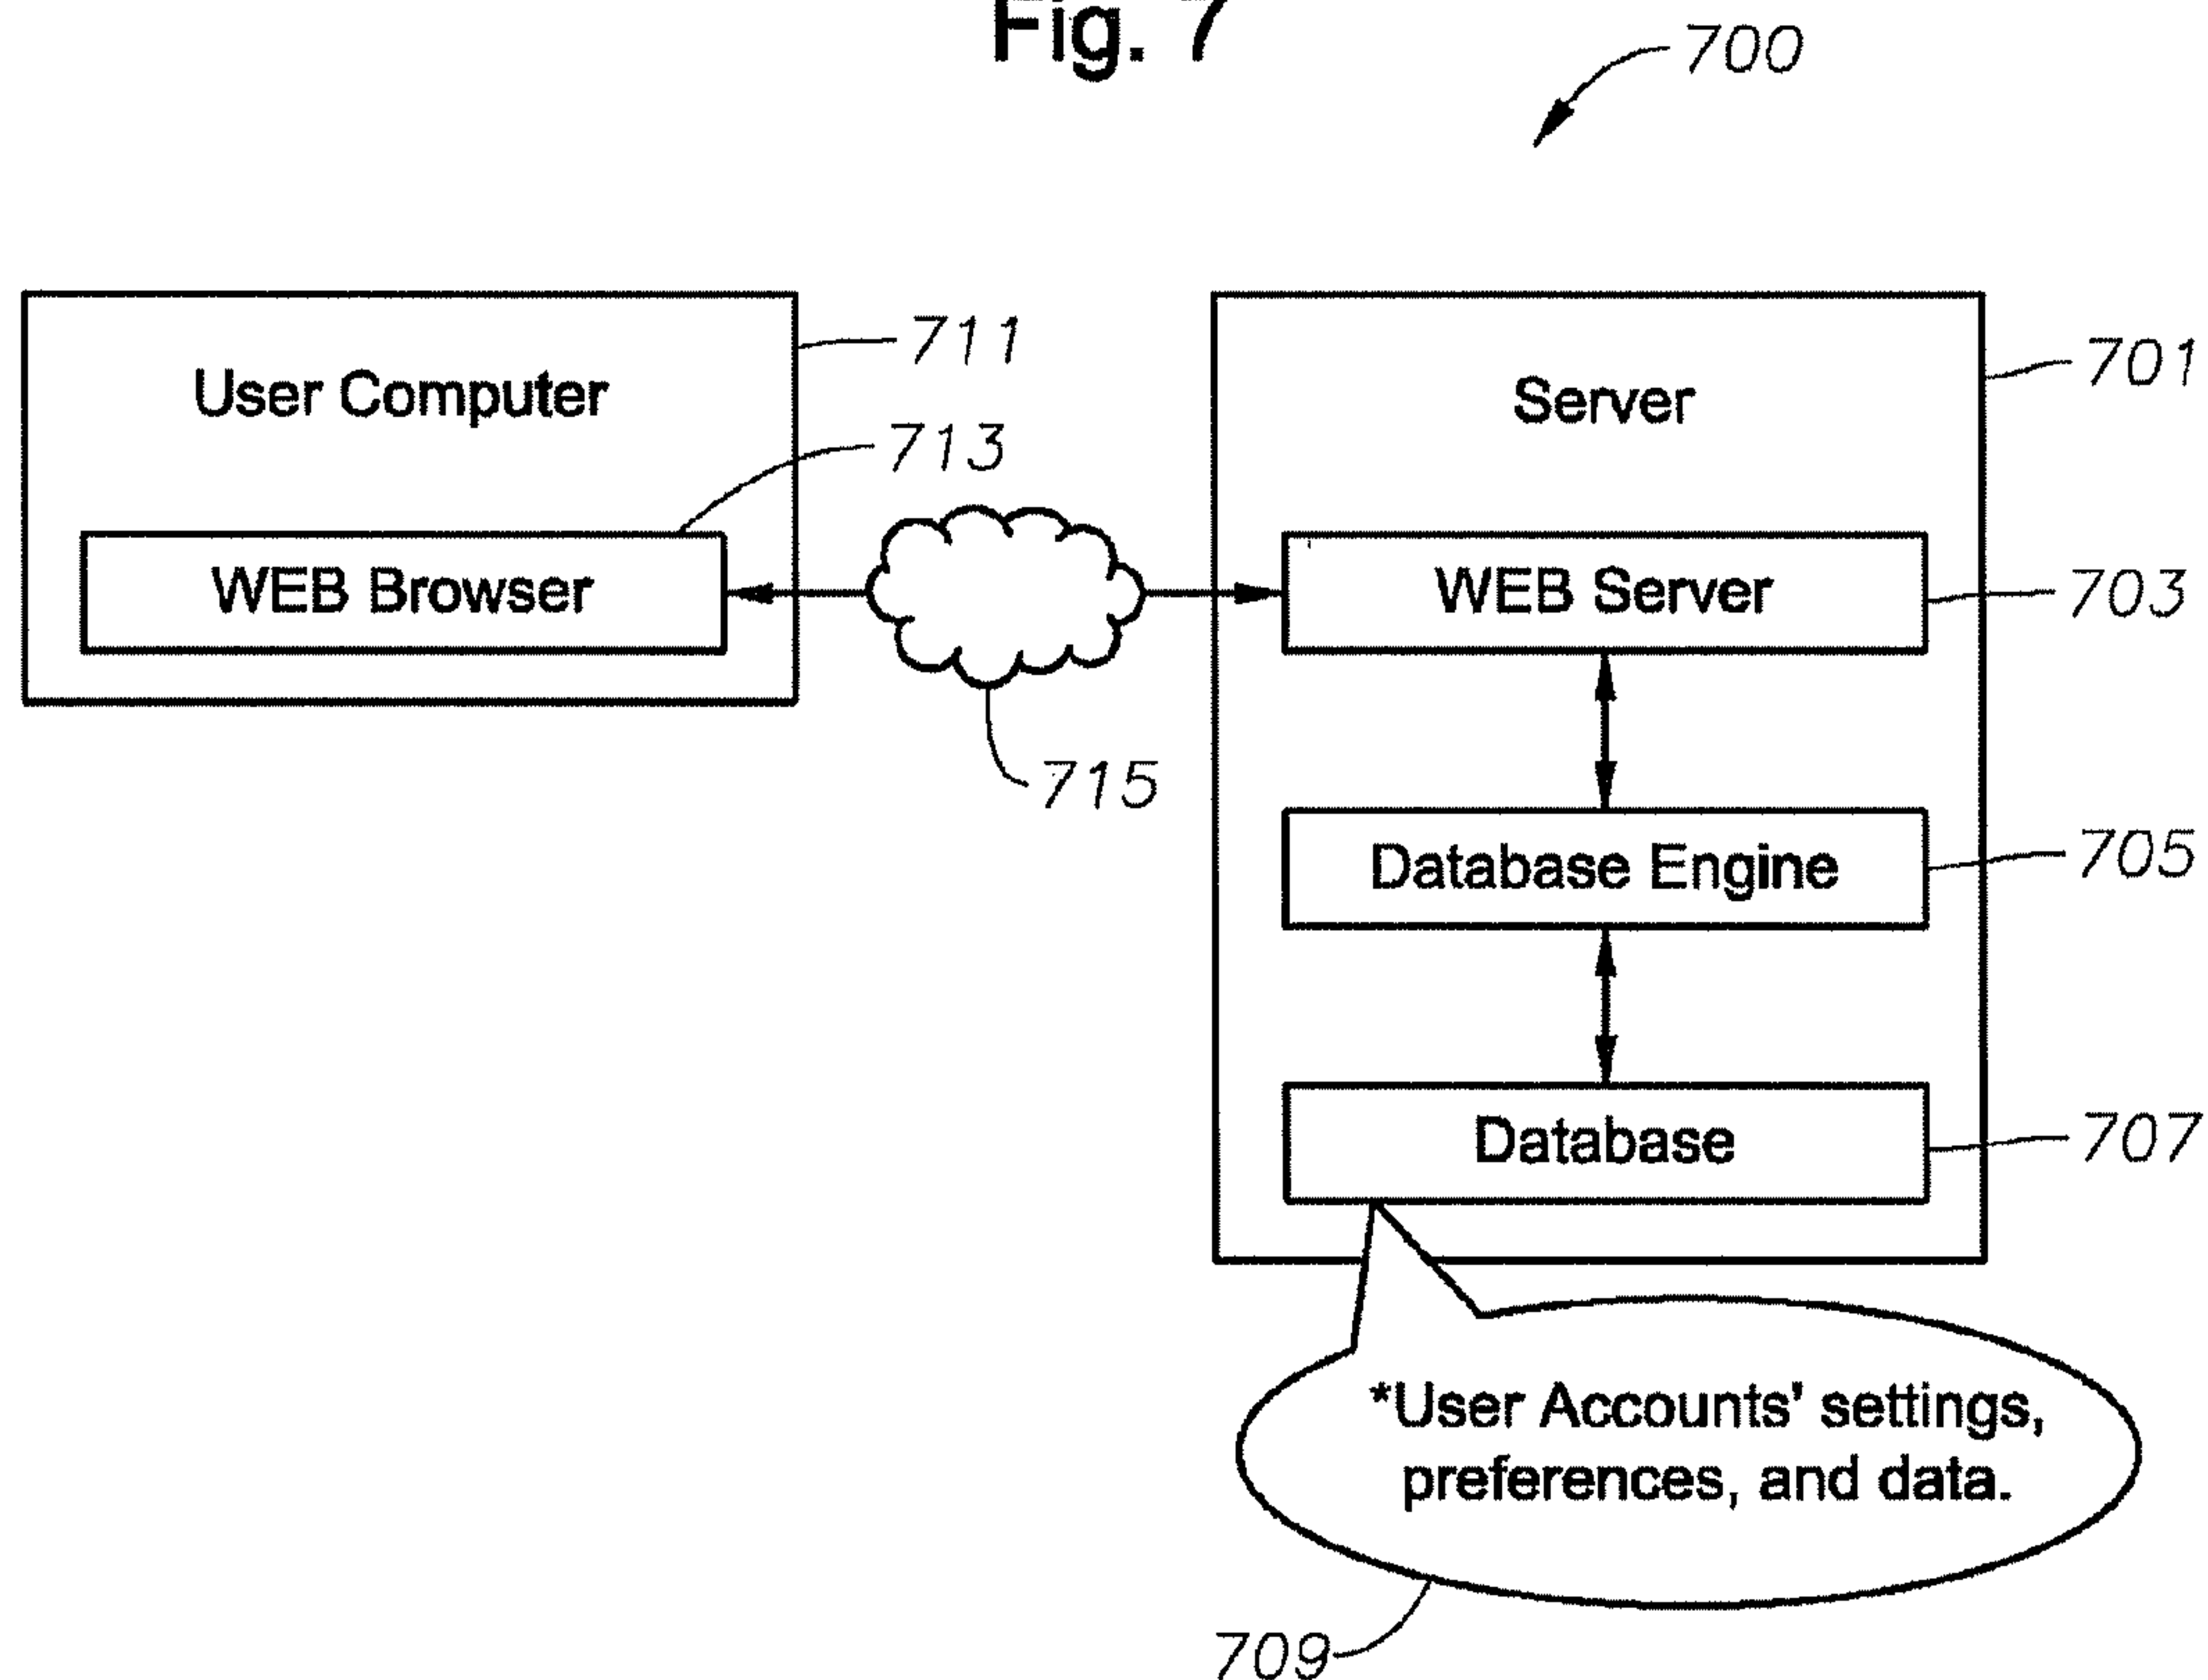 Fig. 7
700
User Computer
711
713
WEB Browser
715
Server
701
WEB Server
703
Database Engine
705
Database
707
*User Accounts' settings,
preferences, and data.
709